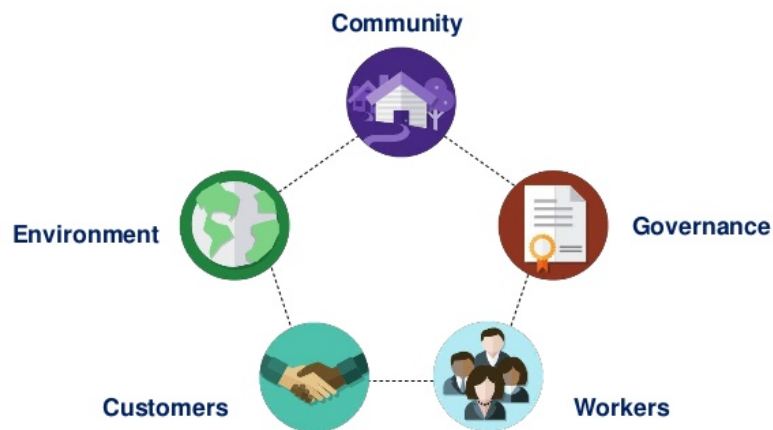 Community
Environment
Governance
Customers
Workers